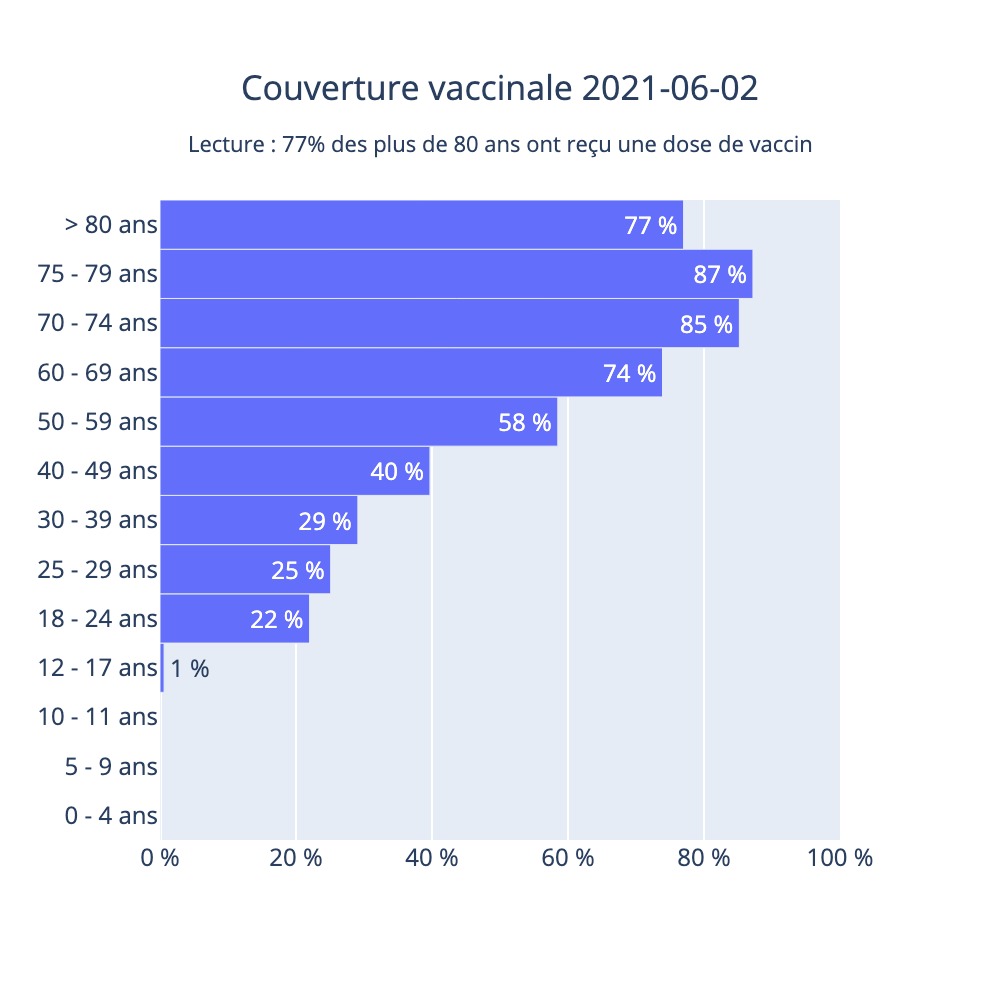 Couverture vaccinale 2021-06-02
Lecture : 77% des plus de 80 ans ont reçu une dose de vaccin
> 80 ans 77 %
75 - 79 ans 87 %
70 - 74 ans 85 %
60 - 69 ans 74 %
50 - 59 ans 58 %
40 - 49 ans 40 %
30 - 39 ans 29 %
25 - 29 ans 25 %
18 - 24 ans 22 %
12 - 17 ans 1 %
10 - 11 ans
5 - 9 ans
0 - 4 ans
0 % 20 % 40 % 60 % 80 % 100 %